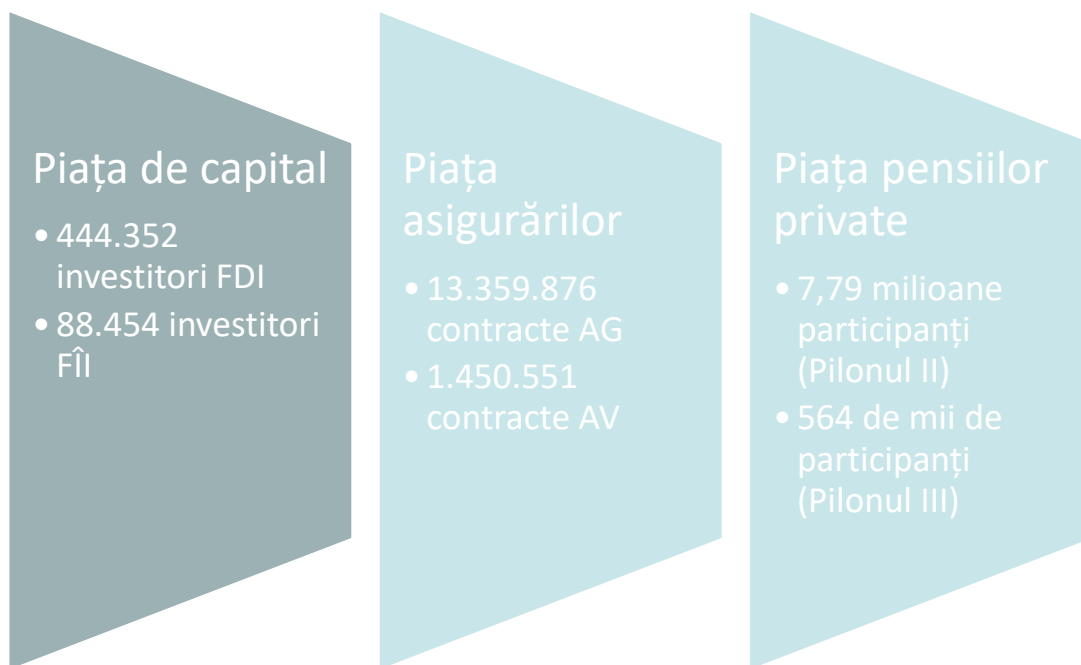 Piața de capital
• 444.352
investitori FDI
• 88.454 investitori
FÎI
Piața
asigurărilor
• 13.359.876
contracte AG
• 1.450.551
contracte AV
Piața pensiilor
private
• 7,79 milioane
participanți
(Pilonul II)
• 564 de mii de
participanți
(Pilonul III)